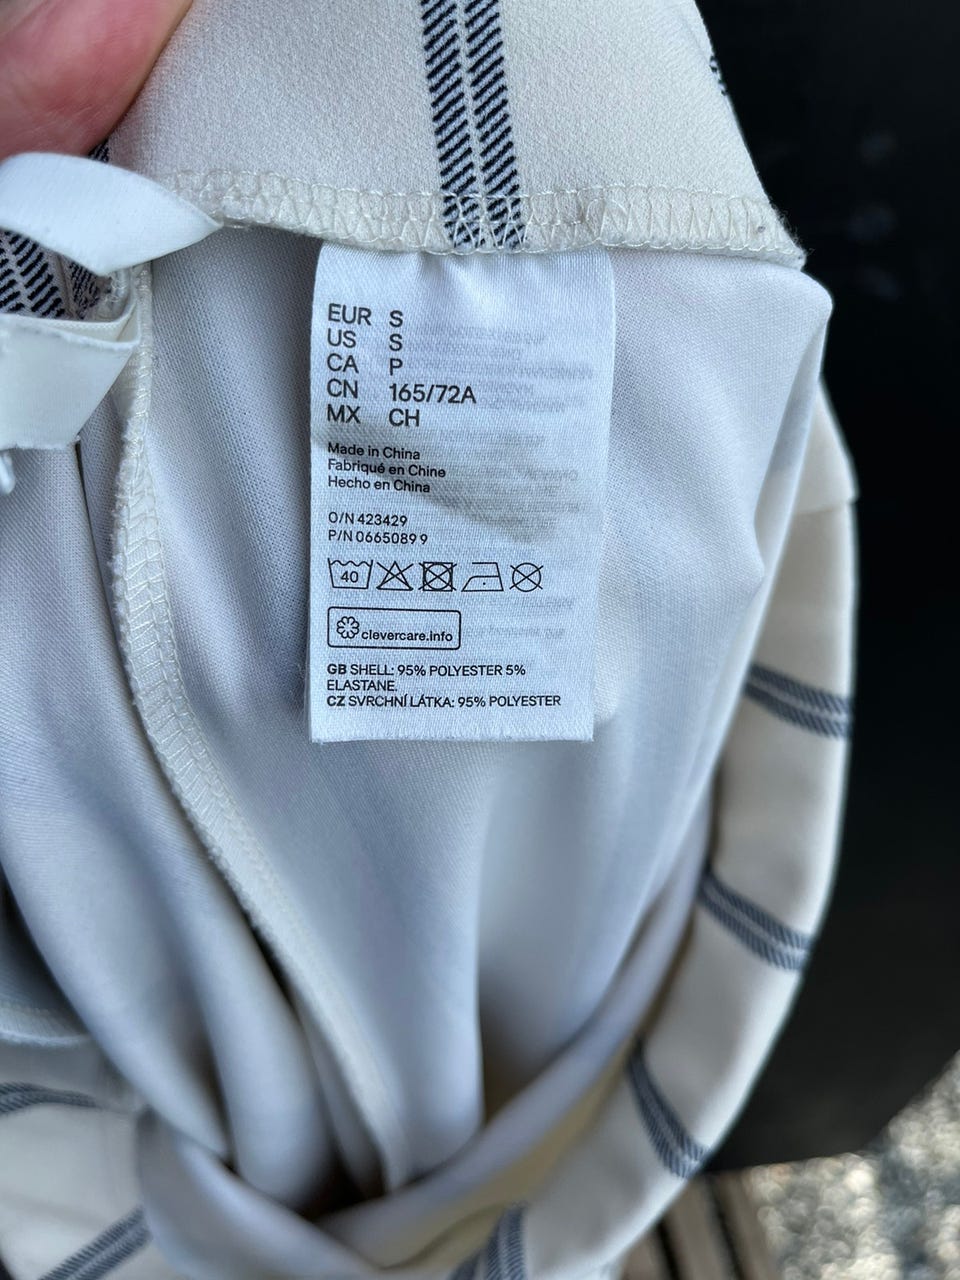 EUR S
US S
CA P
CN 165/72A
MX CH
Made in China
Fabriqué en Chine
Hecho en China
O/N 423429
P/N 0665089 9
40
clevercare.info
GB SHELL: 95% POLYESTER 5%
ELASTANE.
CZ SVRCHNÍ LÁTKA: 95% POLYESTER